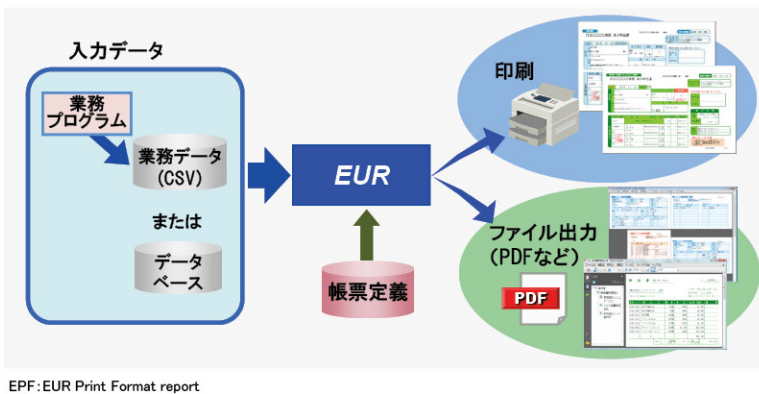 入力データ
業務
プログラム
業務データ
(CSV)
または
データ
ベース
EUR
帳票定義
印刷
ファイル出力
(PDFなど)
PDF
EPF:EUR Print Format report